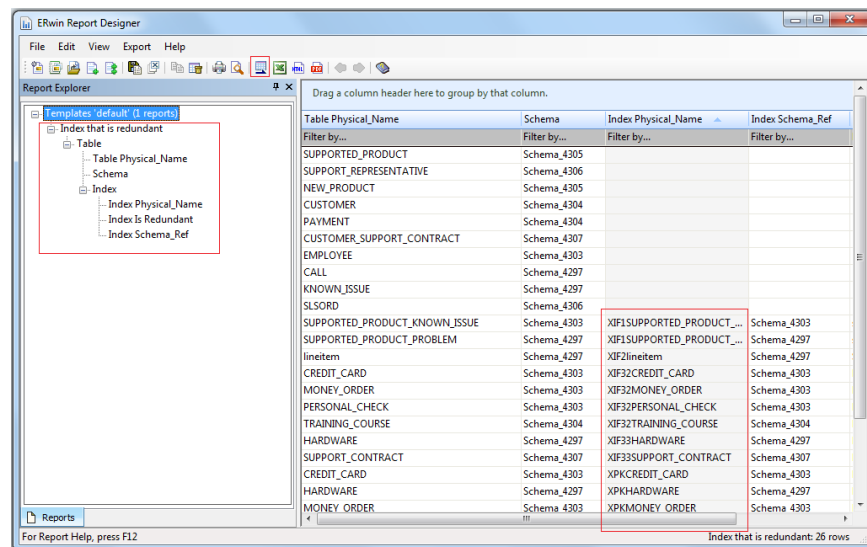 ERwin Report Designer
File Edit View Export Help
Report Explorer
Templates 'default' (1 reports)
Index that is redundant
Table
Table Physical_Name
Schema
Index
Index Physical_Name
Index Is Redundant
Index Schema_Ref
Reports
Drag a column header here to group by that column.
Table Physical_Name Schema Index Physical_Name Index Schema_Ref
Filter by... Filter by... Filter by... Filter by...
SUPPORTED_PRODUCT Schema_4305
SUPPORT_REPRESENTATIVE Schema_4306
NEW_PRODUCT Schema_4305
CUSTOMER Schema_4304
PAYMENT Schema_4304
CUSTOMER_SUPPORT_CONTRACT Schema_4307
EMPLOYEE Schema_4303
CALL Schema_4297
KNOWN_ISSUE Schema_4297
SLSORD Schema_4306
SUPPORTED_PRODUCT_KNOWN_ISSUE Schema_4303 XIF1SUPPORTED_PRODUCT_... Schema_4303
SUPPORTED_PRODUCT_PROBLEM Schema_4297 XIF1SUPPORTED_PRODUCT_... Schema_4297
lineitem Schema_4297 XIF2lineitem Schema_4297
CREDIT_CARD Schema_4303 XIF32CREDIT_CARD Schema_4303
MONEY_ORDER Schema_4303 XIF32MONEY_ORDER Schema_4303
PERSONAL_CHECK Schema_4303 XIF32PERSONAL_CHECK Schema_4303
TRAINING_COURSE Schema_4304 XIF32TRAINING_COURSE Schema_4304
HARDWARE Schema_4297 XIF33HARDWARE Schema_4297
SUPPORT_CONTRACT Schema_4307 XIF33SUPPORT_CONTRACT Schema_4307
CREDIT_CARD Schema_4303 XPKCREDIT_CARD Schema_4303
HARDWARE Schema_4297 XPKHARDWARE Schema_4297
MONEY_ORDER Schema_4303 XPKMONEY_ORDER Schema_4303
For Report Help, press F12 Index that is redundant: 26 rows